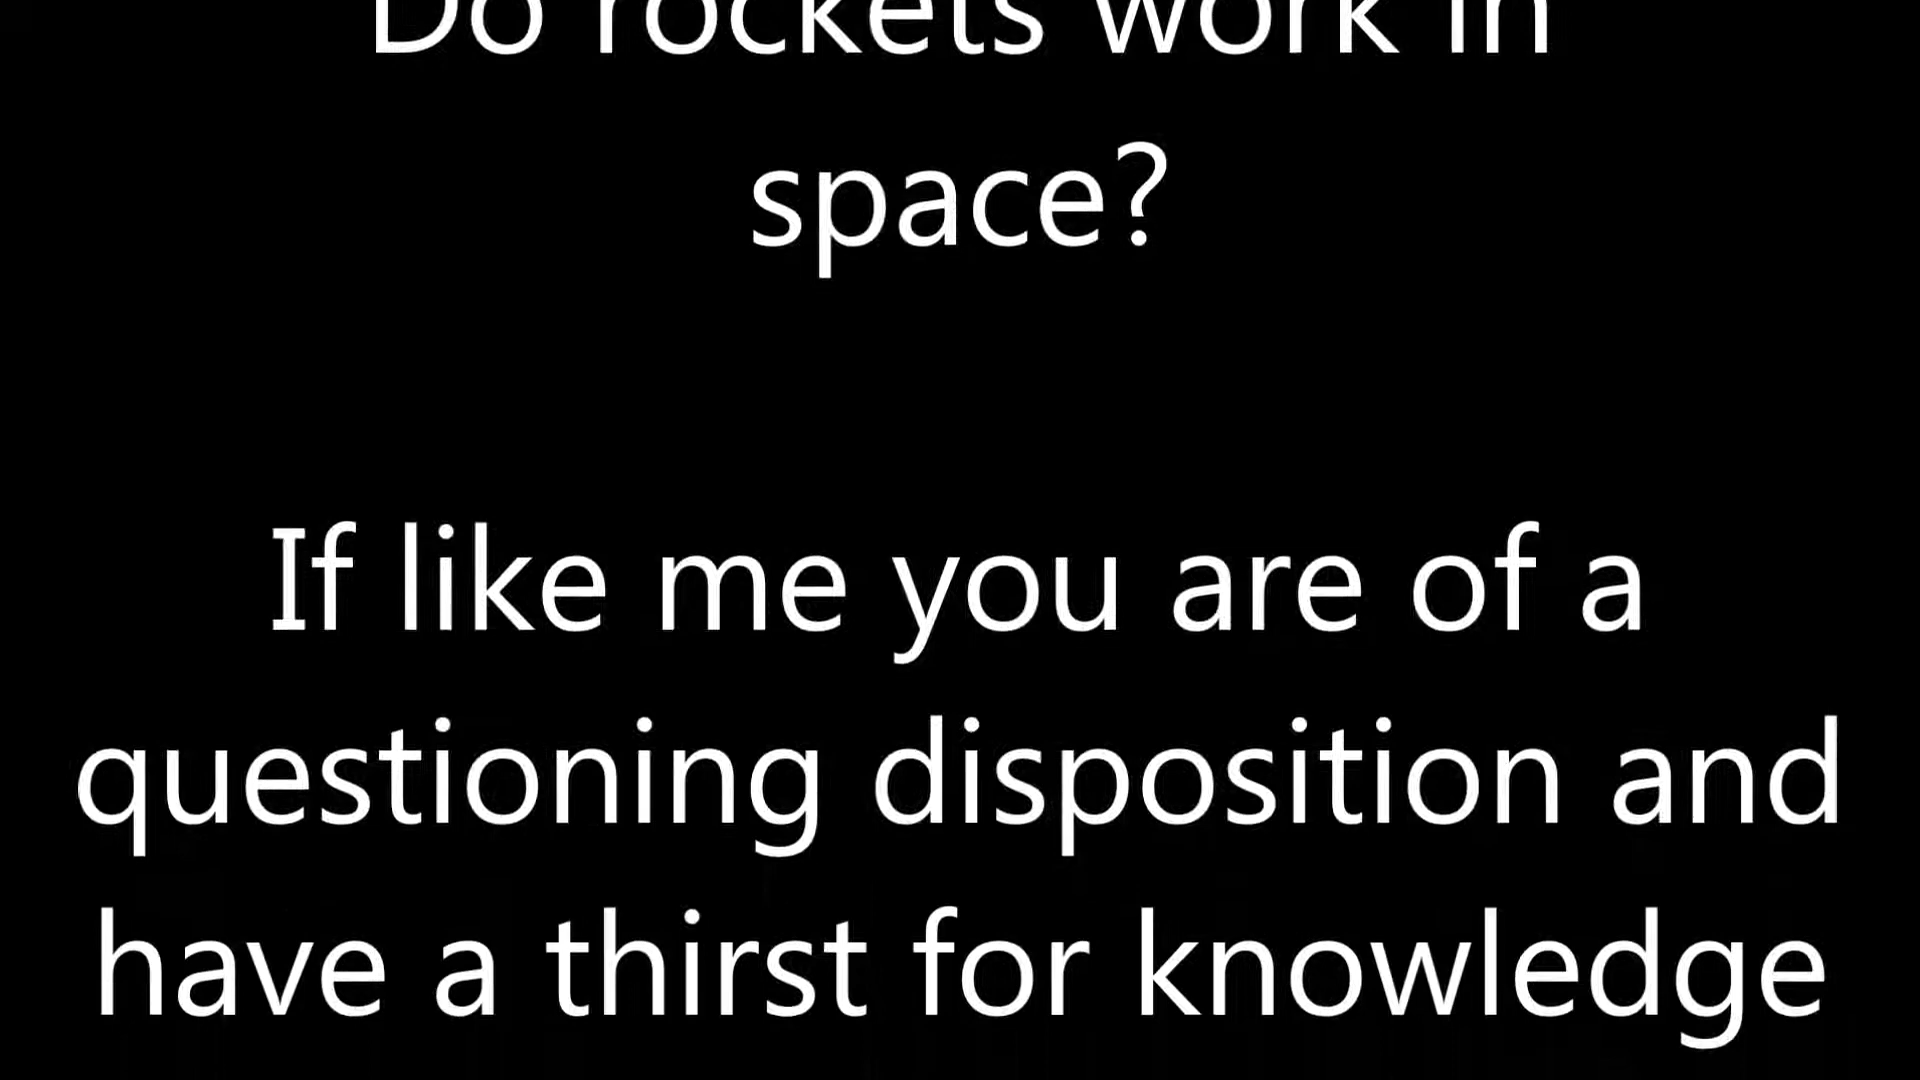 Do rockets work in
space?
If like me you are of a
questioning disposition and
have a thirst for knowledge